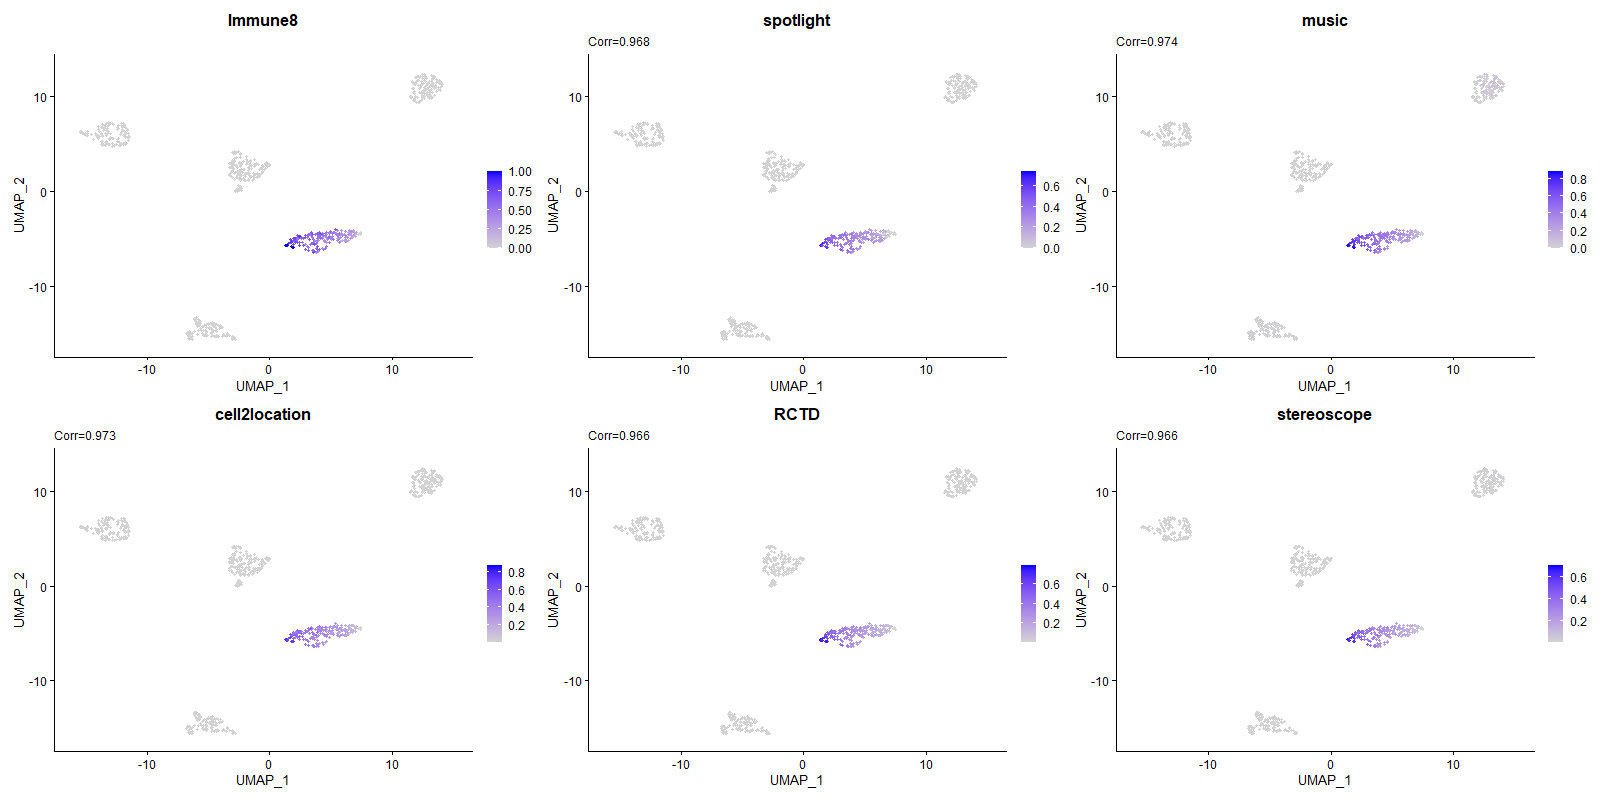 Immune8
10
0
-10
-10
0
10
UMAP_1
UMAP_2
1.00
0.75
0.50
0.25
0.00
spotlight
Corr=0.968
10
0
-10
-10
0
10
UMAP_1
UMAP_2
0.6
0.4
0.2
0.0
music
Corr=0.974
10
0
-10
-10
0
10
UMAP_1
UMAP_2
0.8
0.6
0.4
0.2
0.0
cell2location
Corr=0.973
10
0
-10
-10
0
10
UMAP_1
UMAP_2
0.8
0.6
0.4
0.2
RCTD
Corr=0.966
10
0
-10
-10
0
10
UMAP_1
UMAP_2
0.6
0.4
0.2
stereoscope
Corr=0.966
10
0
-10
-10
0
10
UMAP_1
UMAP_2
0.6
0.4
0.2